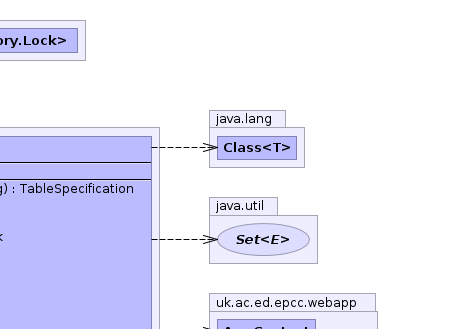 ory.Lock>
java.lang
Class<T>
g) : TableSpecification
java.util
k
Set<E>
uk.ac.ed.epcc.webapp